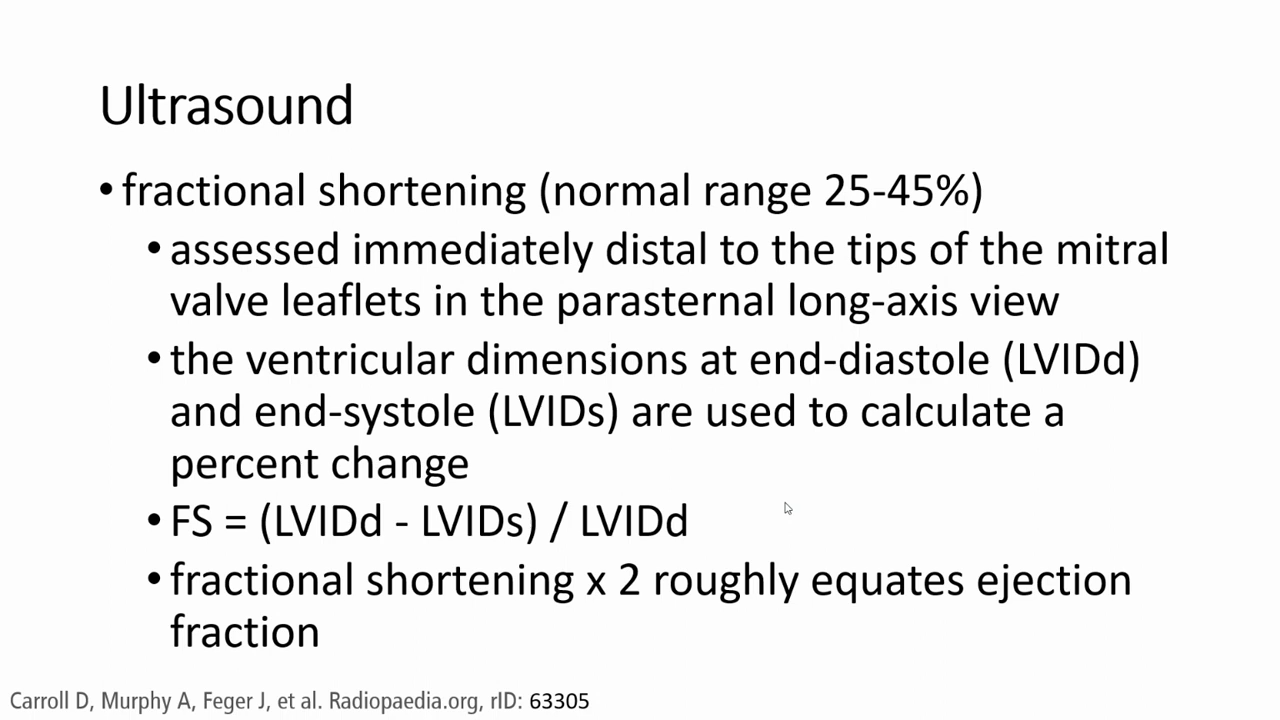 Ultrasound
• fractional shortening (normal range 25-45%)
• assessed immediately distal to the tips of the mitral
valve leaflets in the parasternal long-axis view
• the ventricular dimensions at end-diastole (LVIDd)
and end-systole (LVIDs) are used to calculate a
percent change
• FS = (LVIDd - LVIDs) / LVIDd
• fractional shortening x 2 roughly equates ejection
fraction
Carroll D, Murphy A, Feger J, et al. Radiopaedia.org, rID: 63305